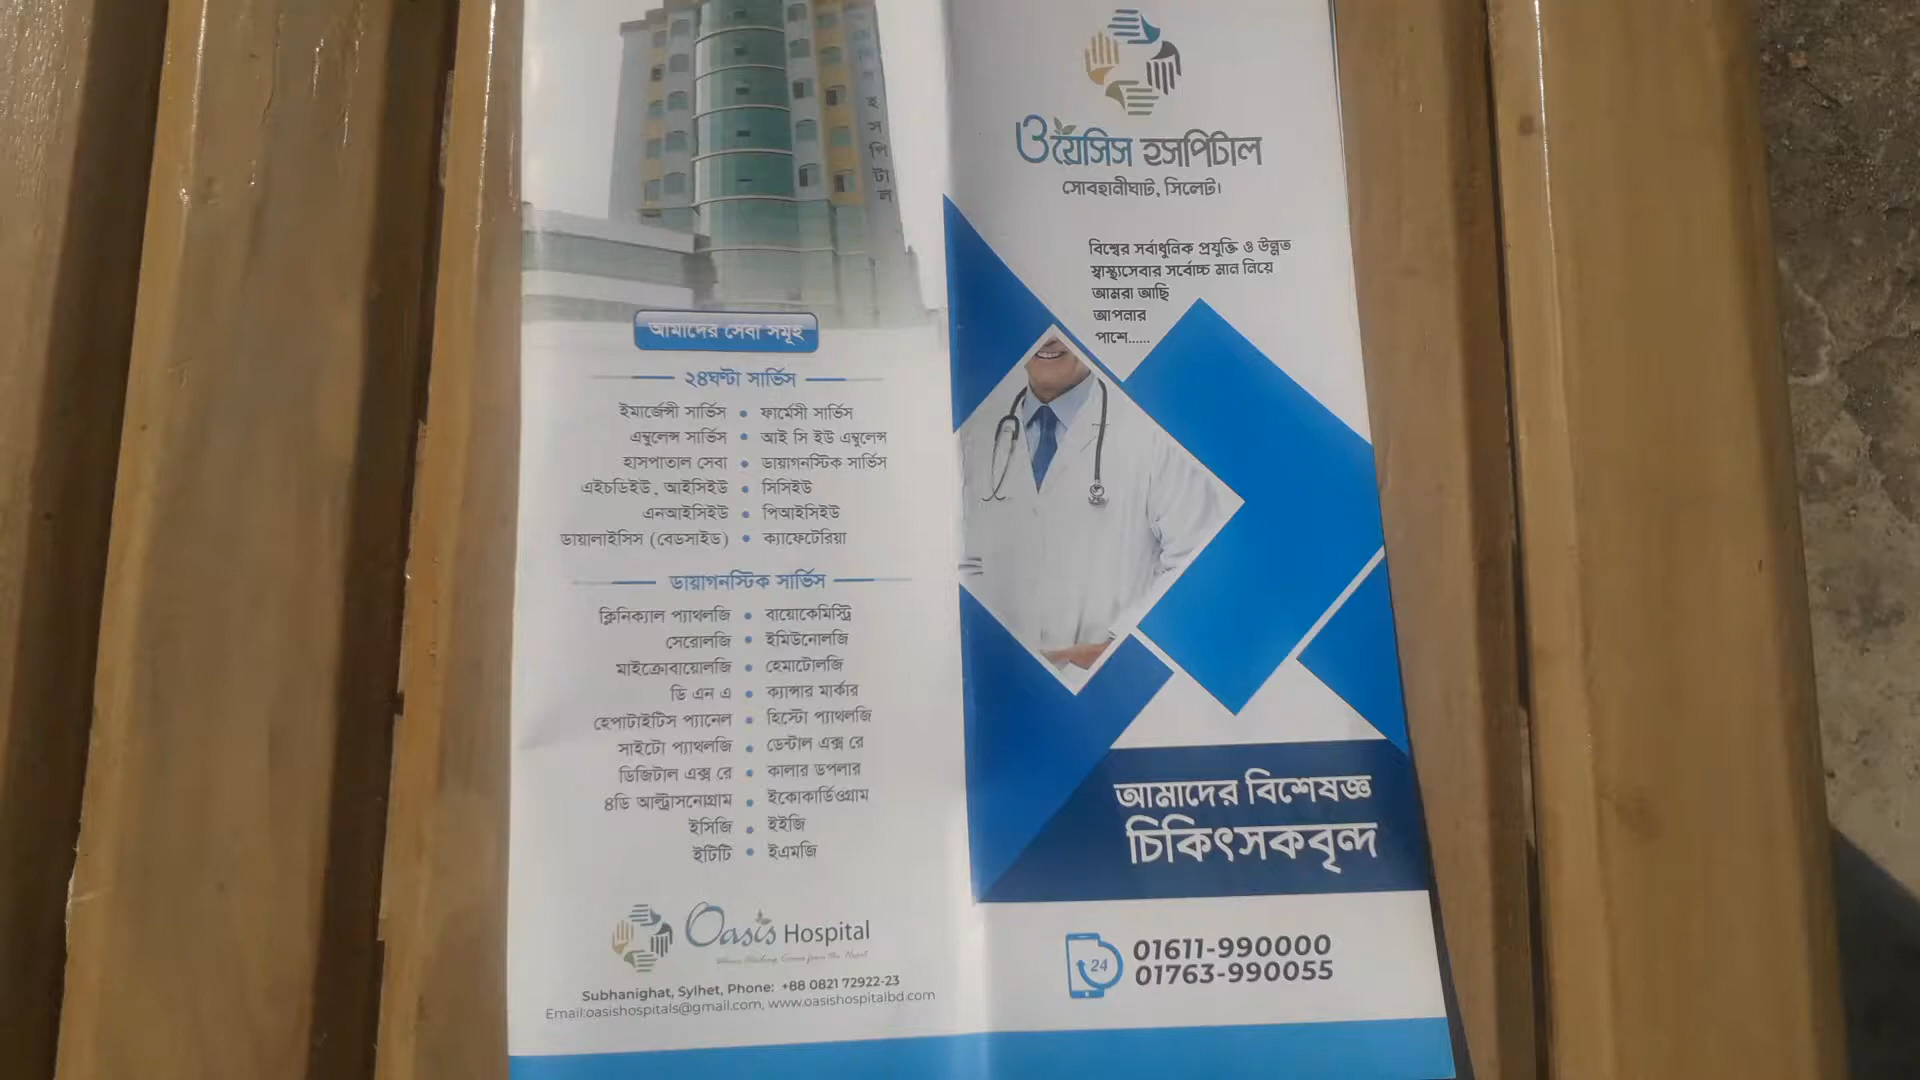 হ
স
পি
টা
ল
আমাদের সেবা সমূহ
২৪ঘণ্টা সার্ভিস
ইমার্জেন্সী সার্ভিস • ফার্মেসী সার্ভিস
এম্বুলেন্স সার্ভিস • আই সি ইউ এম্বুলেন্স
হাসপাতাল সেবা • ডায়াগনস্টিক সার্ভিস
এইচডিইউ, আইসিইউ • সিসিইউ
এনআইসিইউ • পিআইসিইউ
ডায়ালাইসিস (বেডসাইড) • ক্যাফেটেরিয়া
ডায়াগনস্টিক সার্ভিস
ক্লিনিক্যাল প্যাথলজি • বায়োকেমিস্ট্রি
সেরোলজি • ইমিউনোলজি
মাইক্রোবায়োলজি • হেমাটোলজি
ডি এন এ • ক্যান্সার মার্কার
হেপাটাইটিস প্যানেল • হিস্টো প্যাথলজি
সাইটো প্যাথলজি • ডেন্টাল এক্স রে
ডিজিটাল এক্স রে • কালার ডপলার
৪ডি আল্ট্রাসনোগ্রাম • ইকোকার্ডিওগ্রাম
ইসিজি • ইইজি
ইটিটি • ইএমজি
Oasis Hospital
Subhanighat, Sylhet, Phone: +88 0821 72922-23
Email:oasishospitals@gmail.com, www.oasishospitalbd.com
ওয়েসিস হসপিটাল
সোবহানীঘাট, সিলেট।
বিশ্বের সর্বাধুনিক প্রযুক্তি ও উন্নত
স্বাস্থ্যসেবার সর্বোচ্চ মান নিয়ে
আমরা আছি
আপনার
পাশে......
আমাদের বিশেষজ্ঞ
চিকিৎসকবৃন্দ
24
01611-990000
01763-990055